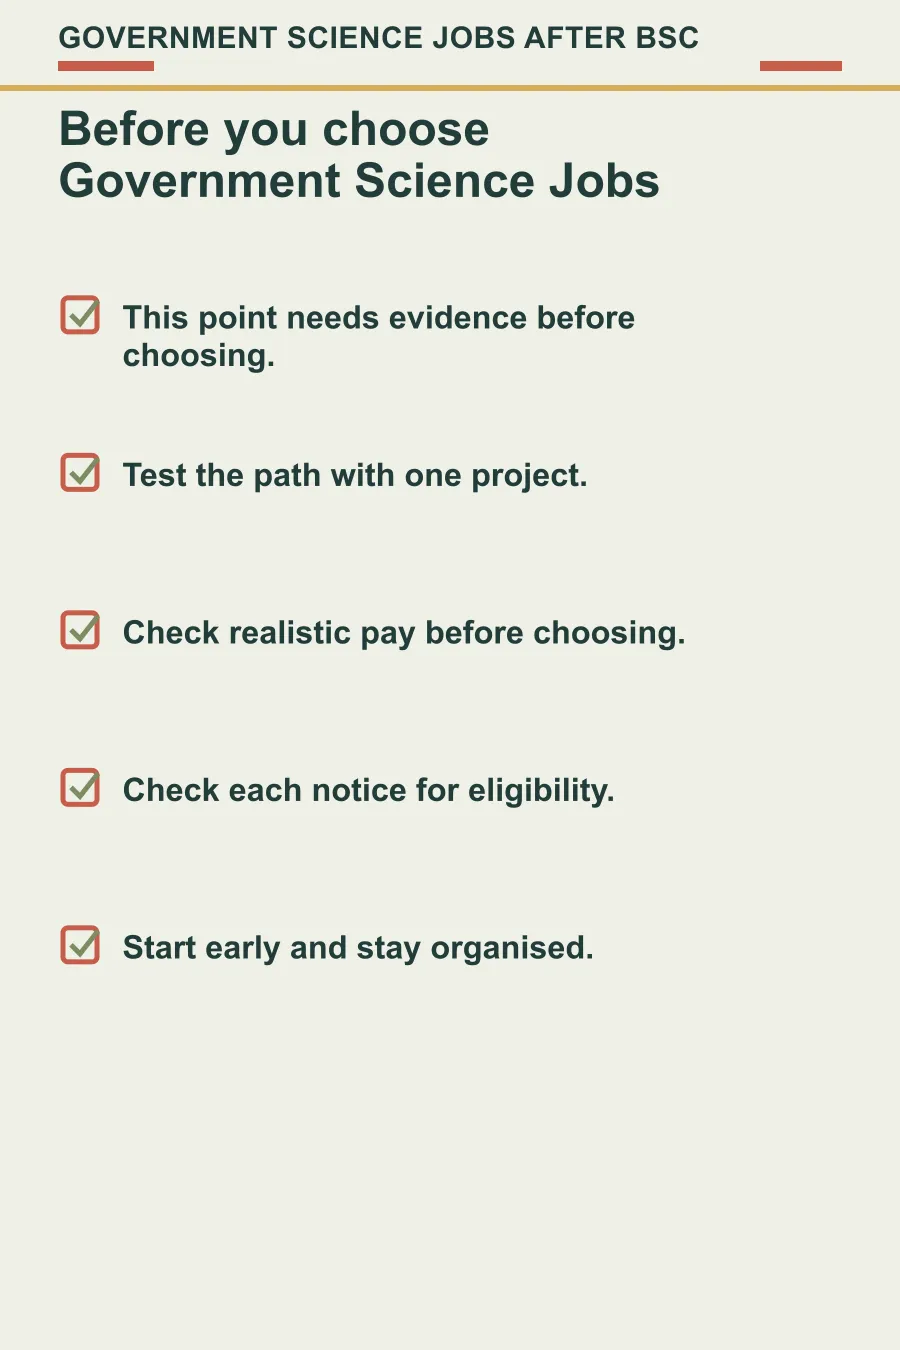 GOVERNMENT SCIENCE JOBS AFTER BSC
Before you choose
Government Science Jobs
This point needs evidence before
choosing.
Test the path with one project.
Check realistic pay before choosing.
Check each notice for eligibility.
Start early and stay organised.